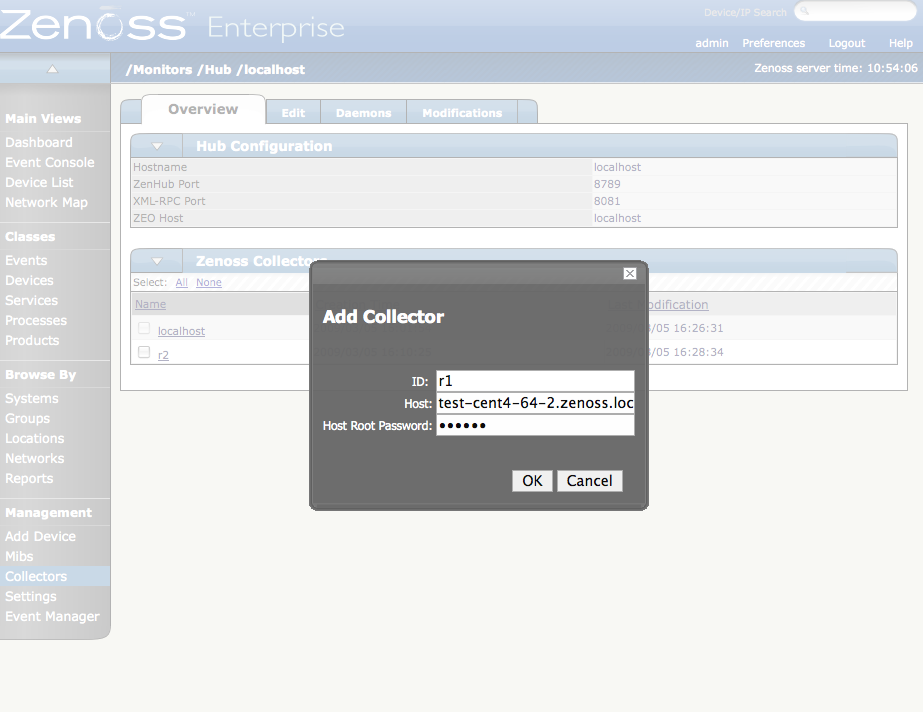 Zenoss™ Enterprise
Device/IP Search
admin Preferences Logout Help
/Monitors /Hub /localhost
Zenoss server time: 10:54:06
Main Views
Dashboard
Event Console
Device List
Network Map
Classes
Events
Devices
Services
Processes
Products
Browse By
Systems
Groups
Locations
Networks
Reports
Management
Add Device
Mibs
Collectors
Settings
Event Manager
Overview Edit Daemons Modifications
Hub Configuration
Hostname localhost
ZenHub Port 8789
XML-RPC Port 8081
ZEO Host localhost
Zenoss Collectors
Select: All None
Name odification
localhost /05 16:26:31
r2 /05 16:28:34
Add Collector
ID: r1
Host: test-cent4-64-2.zenoss.loc
Host Root Password: ••••••
OK Cancel